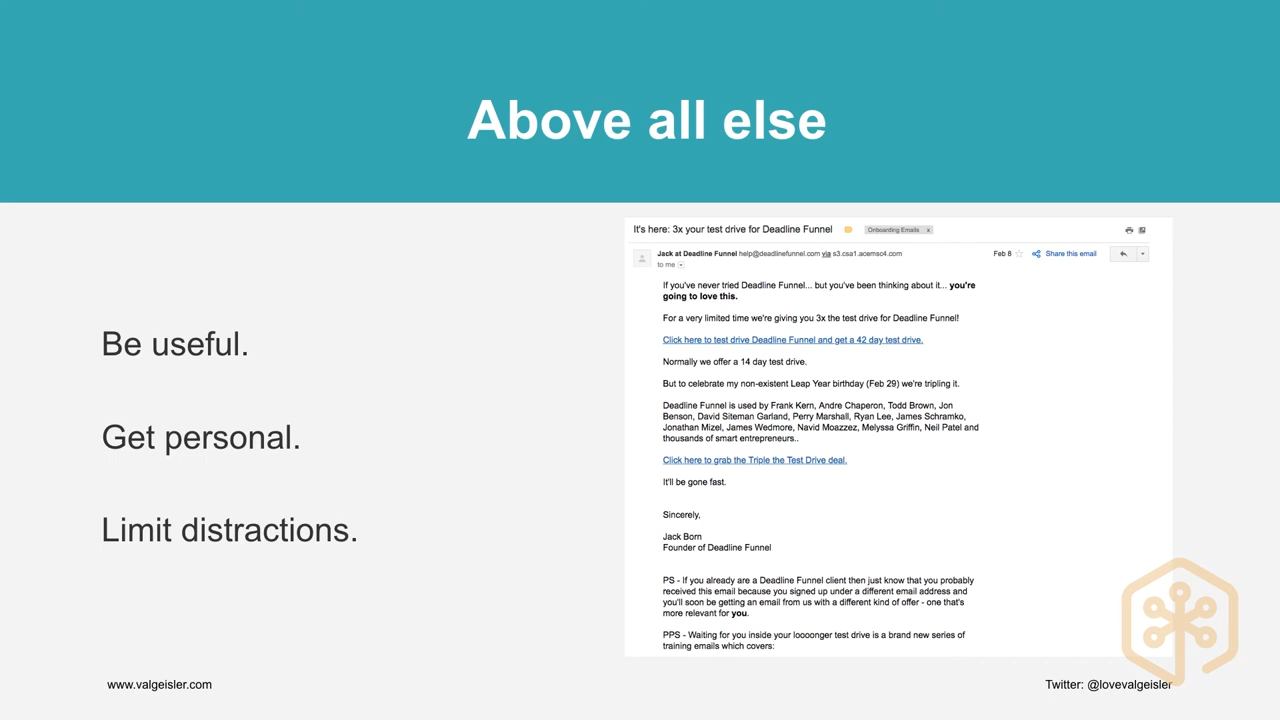 Above all else
Be useful.
Get personal.
Limit distractions.
It's here: 3x your test drive for Deadline Funnel
Onboarding Emails x
Jack at Deadline Funnel help@deadlinefunnel.com via s3.csa1.acemsc4.com
Feb 8
Share this email
to me
If you've never tried Deadline Funnel... but you've been thinking about it... you're
going to love this.
For a very limited time we're giving you 3x the test drive for Deadline Funnel!
Click here to test drive Deadline Funnel and get a 42 day test drive.
Normally we offer a 14 day test drive.
But to celebrate my non-existent Leap Year birthday (Feb 29) we're tripling it.
Deadline Funnel is used by Frank Kern, Andre Chaperon, Todd Brown, Jon
Benson, David Siteman Garland, Perry Marshall, Ryan Lee, James Schramko,
Jonathan Mizel, James Wedmore, Navid Moazzez, Melyssa Griffin, Neil Patel and
thousands of smart entrepreneurs..
Click here to grab the Triple the Test Drive deal.
It'll be gone fast.
Sincerely,
Jack Born
Founder of Deadline Funnel
PS - If you already are a Deadline Funnel client then just know that you probably
received this email because you signed up under a different email address and
you'll soon be getting an email from us with a different kind of offer - one that's
more relevant for you.
PPS - Waiting for you inside your loooonger test drive is a brand new series of
training emails which covers:
www.valgeisler.com
Twitter: @lovevalgeisler